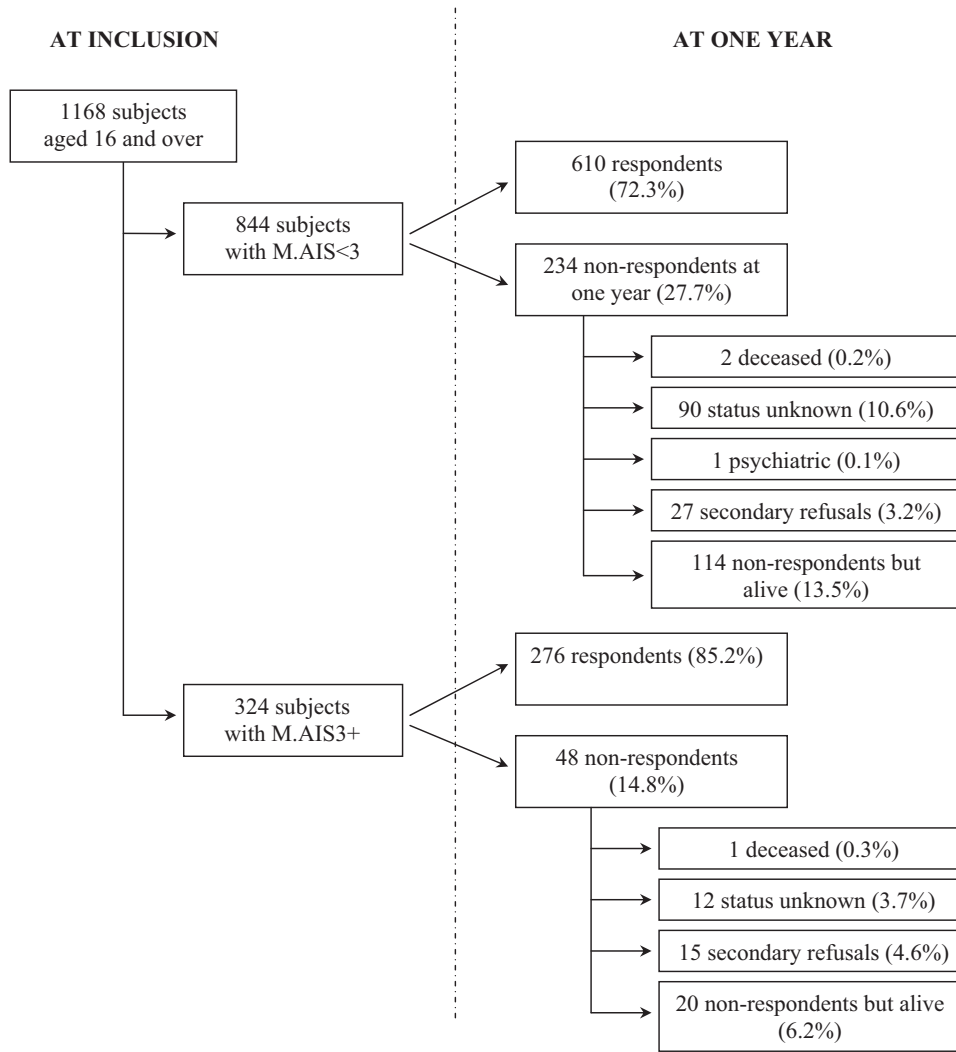 AT INCLUSION
AT ONE YEAR
1168 subjects
aged 16 and over
610 respondents
(72.3%)
844 subjects
with M.AIS<3
234 non-respondents at
one year (27.7%)
2 deceased (0.2%)
90 status unknown (10.6%)
1 psychiatric (0.1%)
27 secondary refusals (3.2%)
114 non-respondents but
alive (13.5%)
276 respondents (85.2%)
324 subjects
with M.AIS3+
48 non-respondents
(14.8%)
1 deceased (0.3%)
12 status unknown (3.7%)
15 secondary refusals (4.6%)
20 non-respondents but alive
(6.2%)